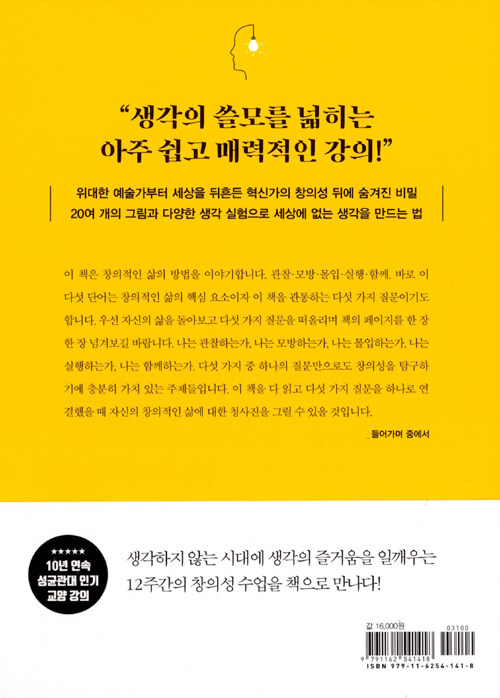 “생각의 쓸모를 넓히는
아주 쉽고 매력적인 강의!”
위대한 예술가부터 세상을 뒤흔든 혁신가의 창의성 뒤에 숨겨진 비밀
20여 개의 그림과 다양한 생각 실험으로 세상에 없는 생각을 만드는 법
이 책은 창의적인 삶의 방법을 이야기합니다. 관찰·모방·몰입·실행·함께. 바로 이
다섯 단어는 창의적인 삶의 핵심 요소이자 이 책을 관통하는 다섯 가지 질문이기도
합니다. 우선 자신의 삶을 돌아보고 다섯 가지 질문을 떠올리며 책의 페이지를 한 장
한 장 넘겨보길 바랍니다. 나는 관찰하는가, 나는 모방하는가, 나는 몰입하는가, 나는
실행하는가, 나는 함께하는가. 다섯 가지 중 하나의 질문만으로도 창의성을 탐구하
기에 충분히 가치 있는 주제들입니다. 이 책을 다 읽고 다섯 가지 질문을 하나로 연
결했을 때 자신의 창의적인 삶에 대한 청사진을 그릴 수 있을 것입니다.
_들어가며 중에서
★★★★★
10년 연속
성균관대 인기
교양 강의
생각하지 않는 시대에 생각의 즐거움을 일깨우는
12주간의 창의성 수업을 책으로 만나다!
값 16,000원
03100
9 791162 541418
ISBN 979-11-6254-141-8